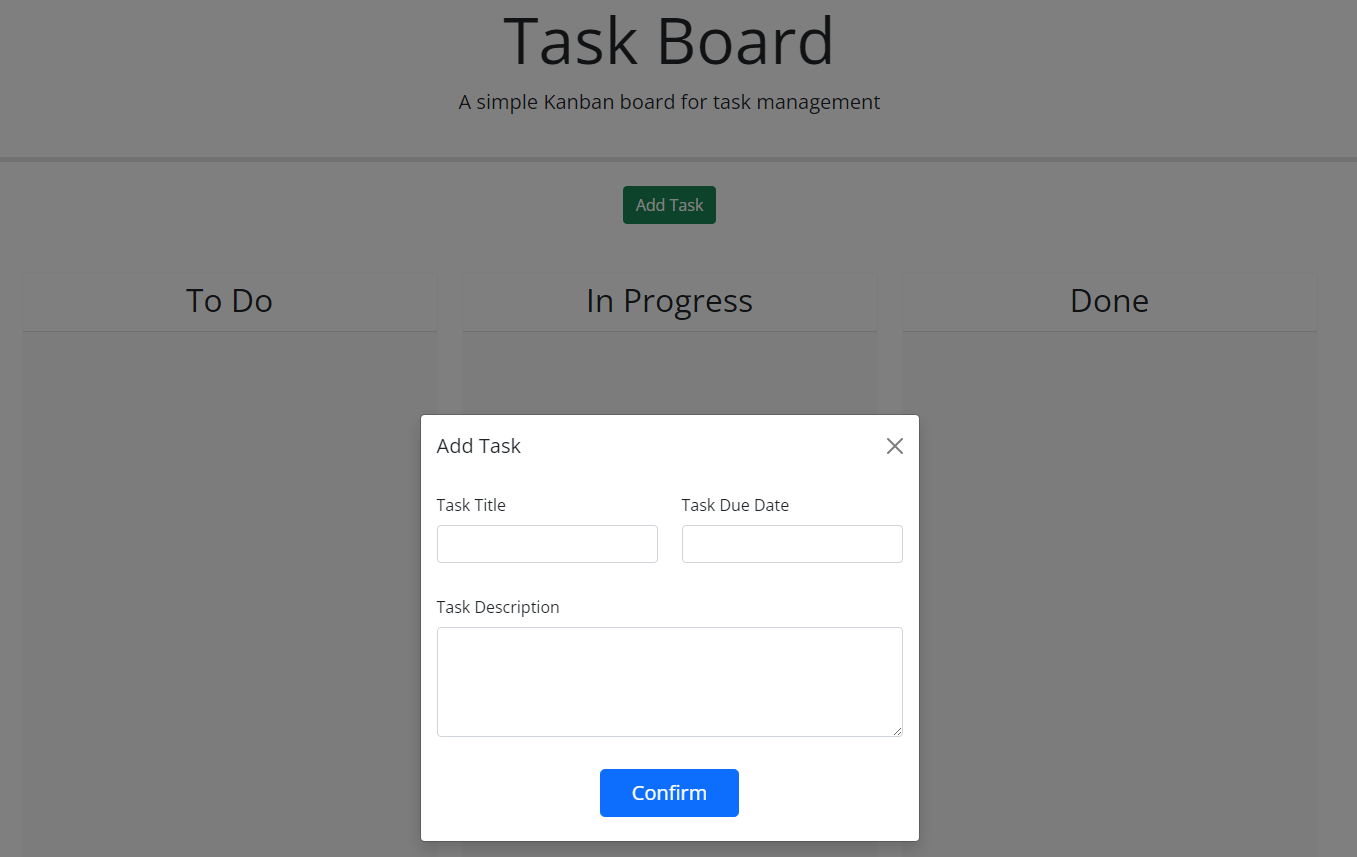 Task Board
A simple Kanban board for task management
Add Task
To Do
In Progress
Done
Add Task
Task Title
Task Due Date
Task Description
Confirm